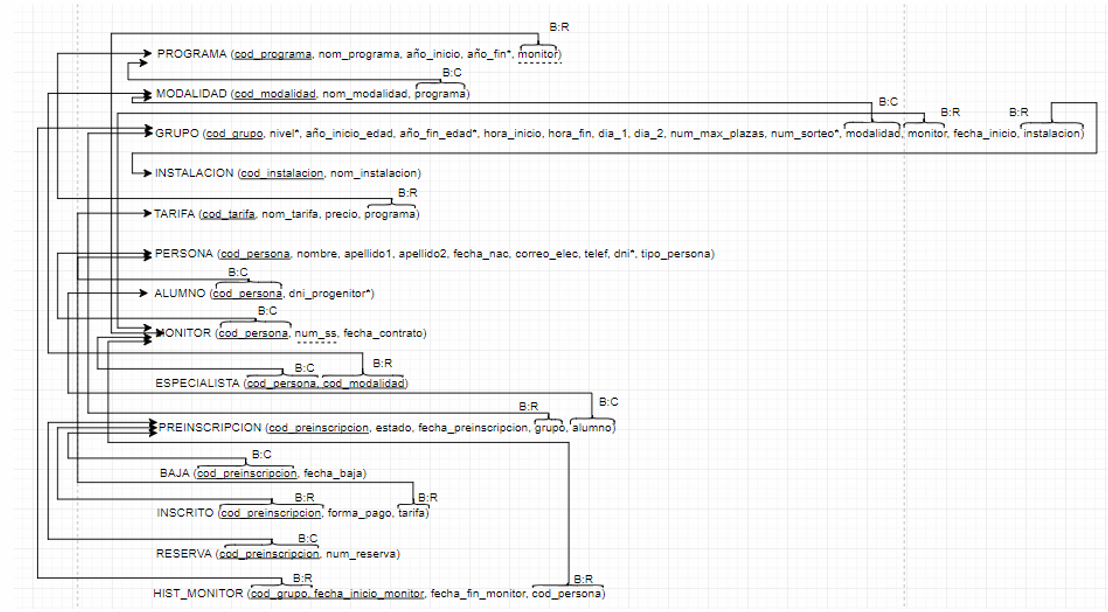 B:R
PROGRAMA (cod_programa, nom_programa, año_inicio, año_fin*, monitor)
B:C
MODALIDAD (cod_modalidad, nom_modalidad, programa)
B:C
B:R B:R
GRUPO (cod_grupo, nivel*, año_inicio_edad, año_fin_edad*, hora_inicio, hora_fin, dia_1, dia_2, num_max_plazas, num_sorteo*, modalidad, monitor, fecha_inicio, instalacion)
INSTALACION (cod_instalacion, nom_instalacion)
B:R
TARIFA (cod_tarifa, nom_tarifa, precio, programa)
PERSONA (cod_persona, nombre, apellido1, apellido2, fecha_nac, correo_elec, telef, dni*, tipo_persona)
B:C
ALUMNO (cod_persona, dni_progenitor*)
B:C
MONITOR (cod_persona, num_ss, fecha_contrato)
B:C B:R
ESPECIALISTA (cod_persona, cod_modalidad)
B:R B:C
PREINSCRIPCION (cod_preinscripcion, estado, fecha_preinscripcion, grupo, alumno)
B:C
BAJA (cod_preinscripcion, fecha_baja)
B:R B:R
INSCRITO (cod_preinscripcion, forma_pago, tarifa)
B:C
RESERVA (cod_preinscripcion, num_reserva)
B:R B:R
HIST_MONITOR (cod_grupo, fecha_inicio_monitor, fecha_fin_monitor, cod_persona)